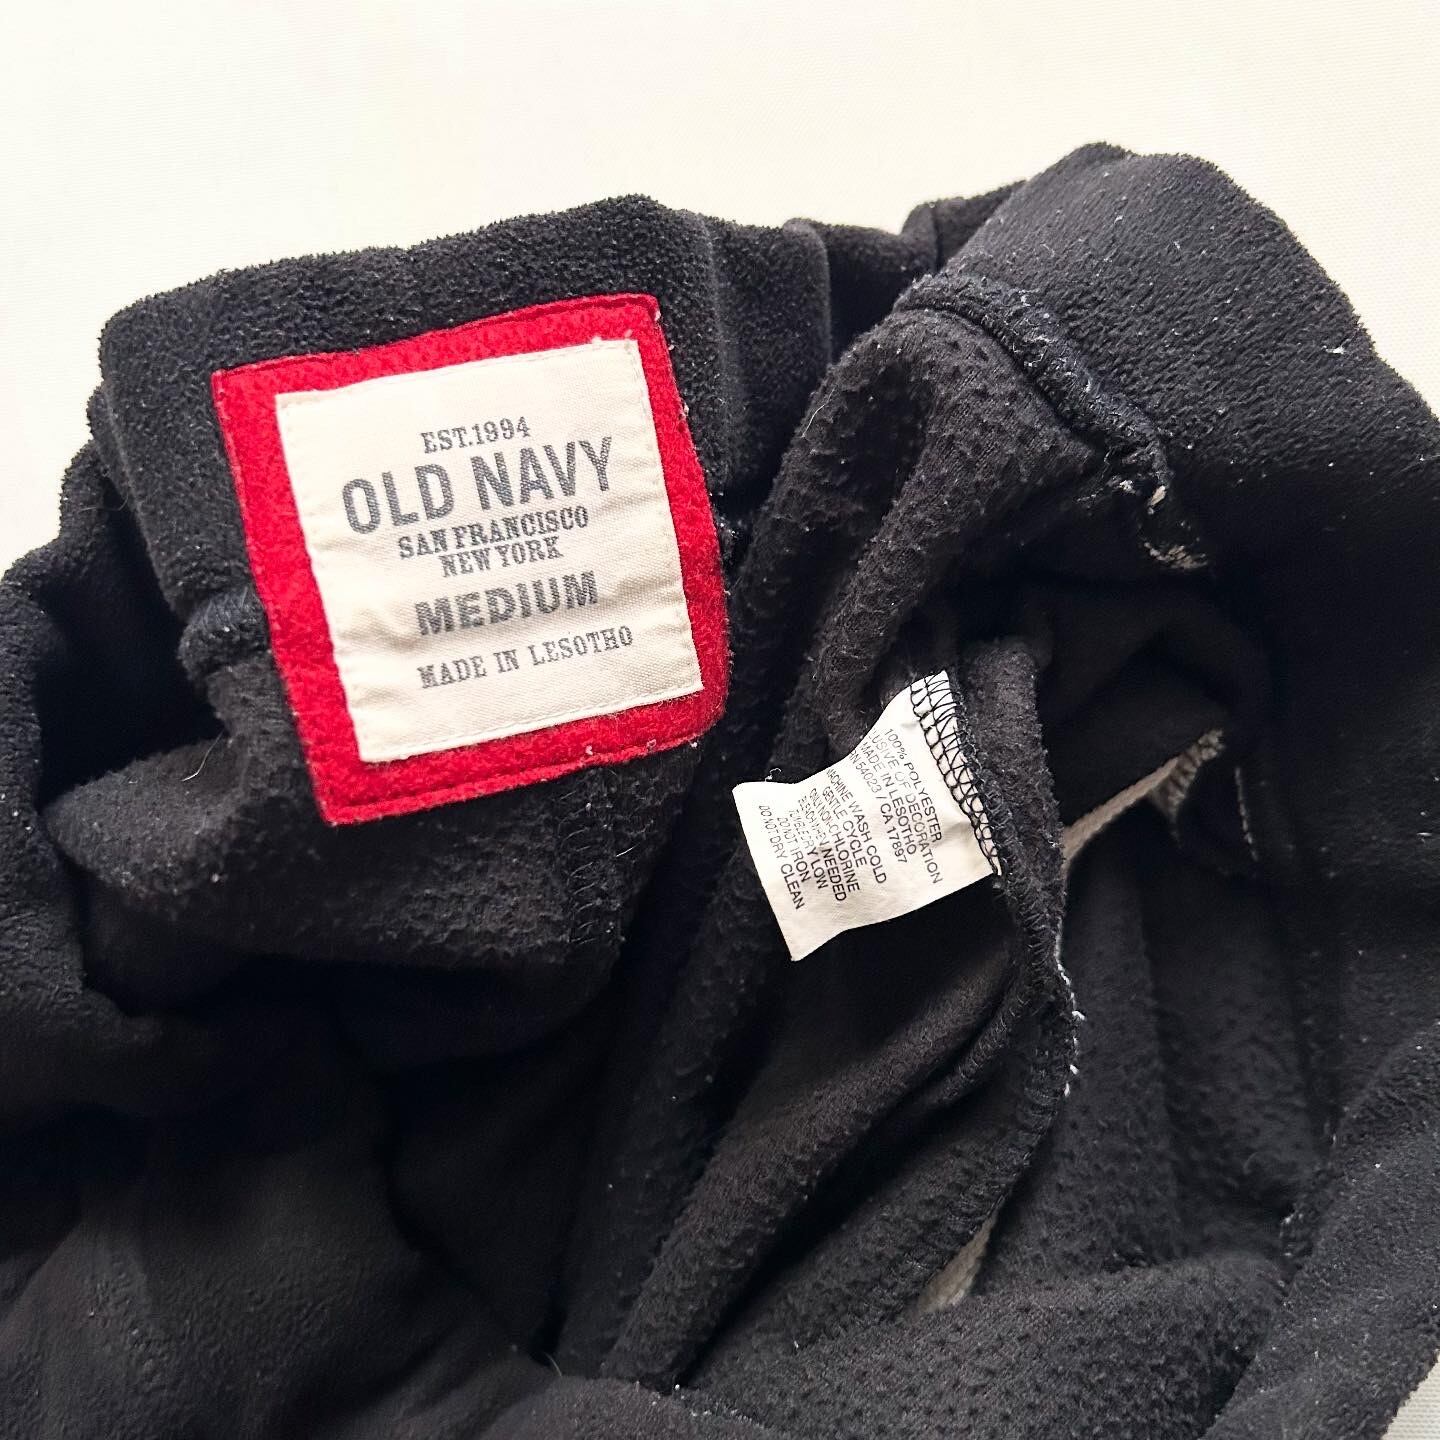 EST.1994
OLD NAVY
SAN FRANCISCO
NEW YORK
MEDIUM
MADE IN LESOTHO
100% POLYESTER
LUSIVE OF DECORATION
MADE IN LESOTHO
RN 54023 / CA 17897
MACHINE WASH COLD
GENTLE CYCLE
ONLY NON-CHLORINE
BLEACH WHEN NEEDED
TUMBLE DRY LOW
DO NOT IRON
DO NOT DRY CLEAN